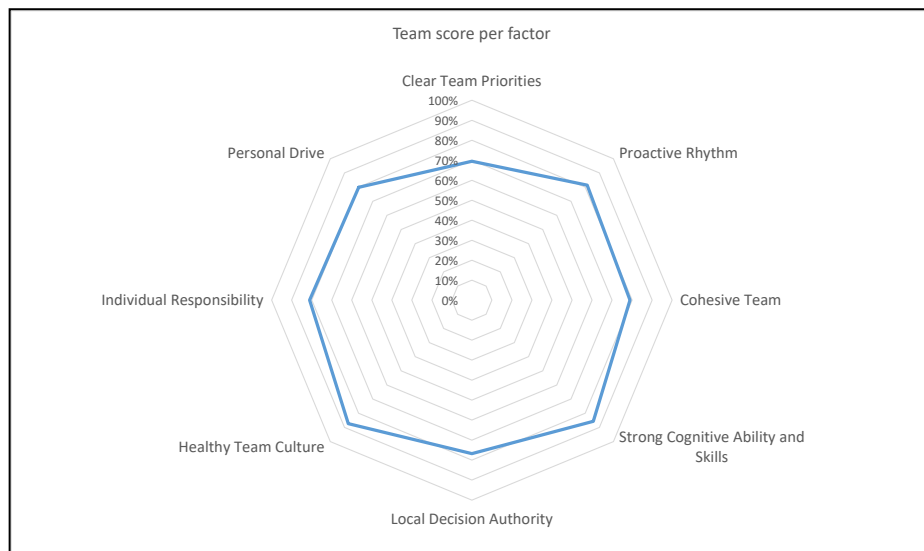 Team score per factor
Clear Team Priorities
100%
90%
80%
70%
60%
50%
40%
30%
20%
10%
0%
Personal Drive
Proactive Rhythm
Individual Responsibility
Cohesive Team
Healthy Team Culture
Strong Cognitive Ability and
Skills
Local Decision Authority